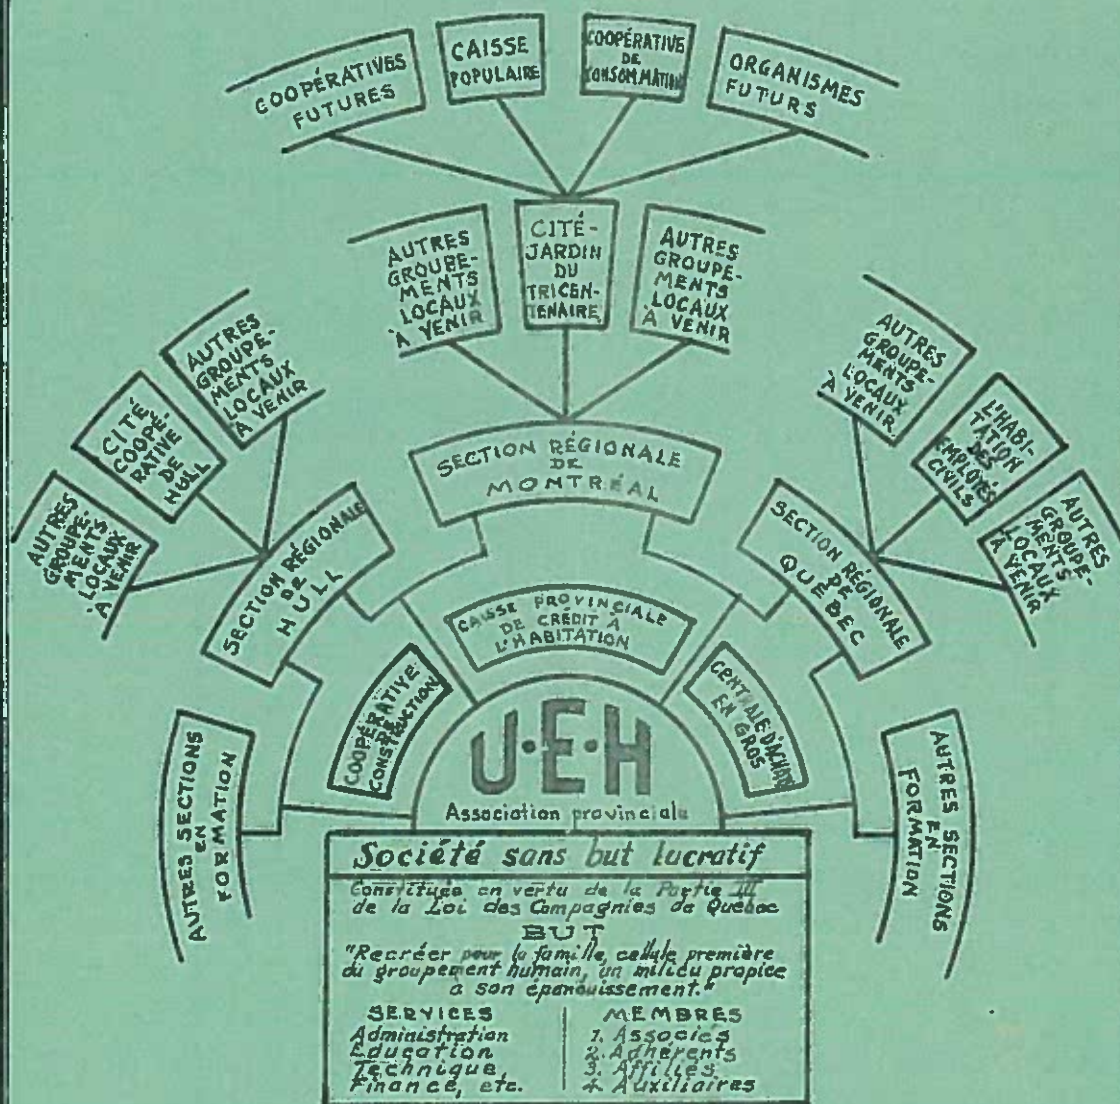 COOPÉRATIVES
FUTURES
CAISSE
POPULAIRE
COOPÉRATIVE
DE
CONSOMMATION
ORGANISMES
FUTURS
AUTRES
GROUPE-
MENTS
LOCAUX
À VENIR
CITÉ-
JARDIN
DU
TRICEN-
TENAIRE
AUTRES
GROUPE-
MENTS
LOCAUX
À VENIR
AUTRES
GROUPE-
MENTS
LOCAUX
À VENIR
CITÉ
COOPÉ-
RATIVE
DE
HULL
AUTRES
GROUPE-
MENTS
LOCAUX
À VENIR
AUTRES
GROUPE-
MENTS
LOCAUX
À VENIR
L'HABI-
TATION
DES
EMPLOYÉS
CIVILS
AUTRES
GROUPE-
MENTS
LOCAUX
À VENIR
SECTION RÉGIONALE
DE
MONTRÉAL
SECTION RÉGIONALE
DE
HULL
SECTION RÉGIONALE
DE
QUÉBEC
CAISSE PROVINCIALE
DE CRÉDIT A
L'HABITATION
COOPÉRATIVE
DE
CONSTRUCTION
CENTRALE D'ACHAT
EN GROS
AUTRES SECTIONS
EN
FORMATION
AUTRES SECTIONS
EN
FORMATION
U·E·H
Association provinciale
Société sans but lucratif
Constituée en vertu de la Partie III
de la Loi des Compagnies de Québec
BUT
"Recréer pour la famille, cellule première
du groupement humain, un milieu propice
a son épanouissement."
SERVICES
Administration
Education
Technique,
Finance, etc.
MEMBRES
1. Associés
2. Adhérents
3. Affiliés
4. Auxiliaires